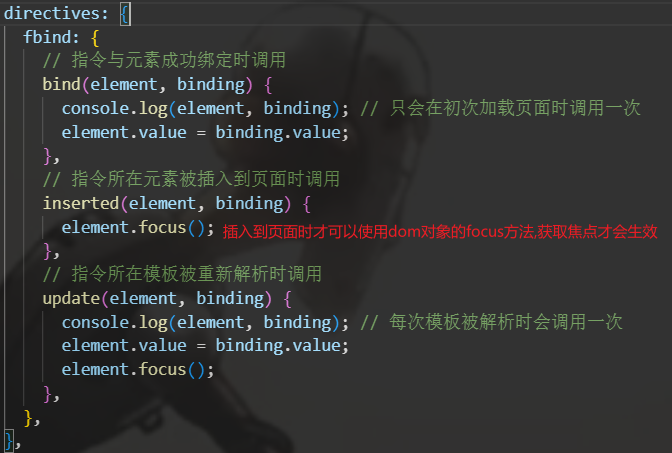 directives: {
fbind: {
// 指令与元素成功绑定时调用
bind(element, binding) {
console.log(element, binding); // 只会在初次加载页面时调用一次
element.value = binding.value;
},
// 指令所在元素被插入到页面时调用
inserted(element, binding) {
element.focus(); 插入到页面时才可以使用dom对象的focus方法,获取焦点才会生效
},
// 指令所在模板被重新解析时调用
update(element, binding) {
console.log(element, binding); // 每次模板被解析时会调用一次
element.value = binding.value;
element.focus();
},
},
},